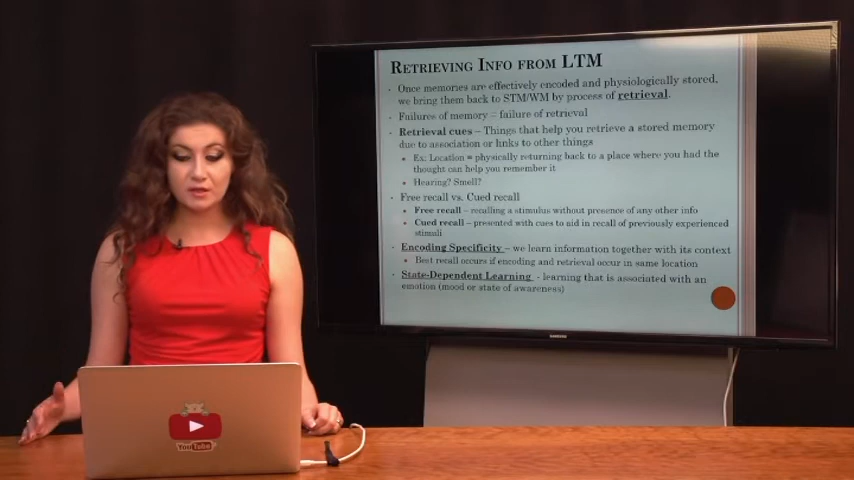 RETRIEVING INFO FROM LTM
Once memories are effectively encoded and physiologically stored,
we bring them back to STM/WM by process of retrieval.
Failures of memory = failure of retrieval
Retrieval cues – Things that help you retrieve a stored memory
due to association or links to other things
Ex: Location = physically returning back to a place where you had the
thought can help you remember it
Hearing? Smell?
Free recall vs. Cued recall
Free recall – recalling a stimulus without presence of any other info
Cued recall – presented with cues to aid in recall of previously experienced
stimuli
Encoding Specificity – we learn information together with its context
Best recall occurs if encoding and retrieval occur in same location
State-Dependent Learning - learning that is associated with an
emotion (mood or state of awareness)
SAMSUNG
YouTube